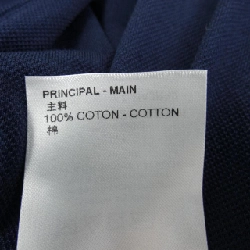 PRINCIPAL - MAIN
主料
100% COTON - COTTON
棉